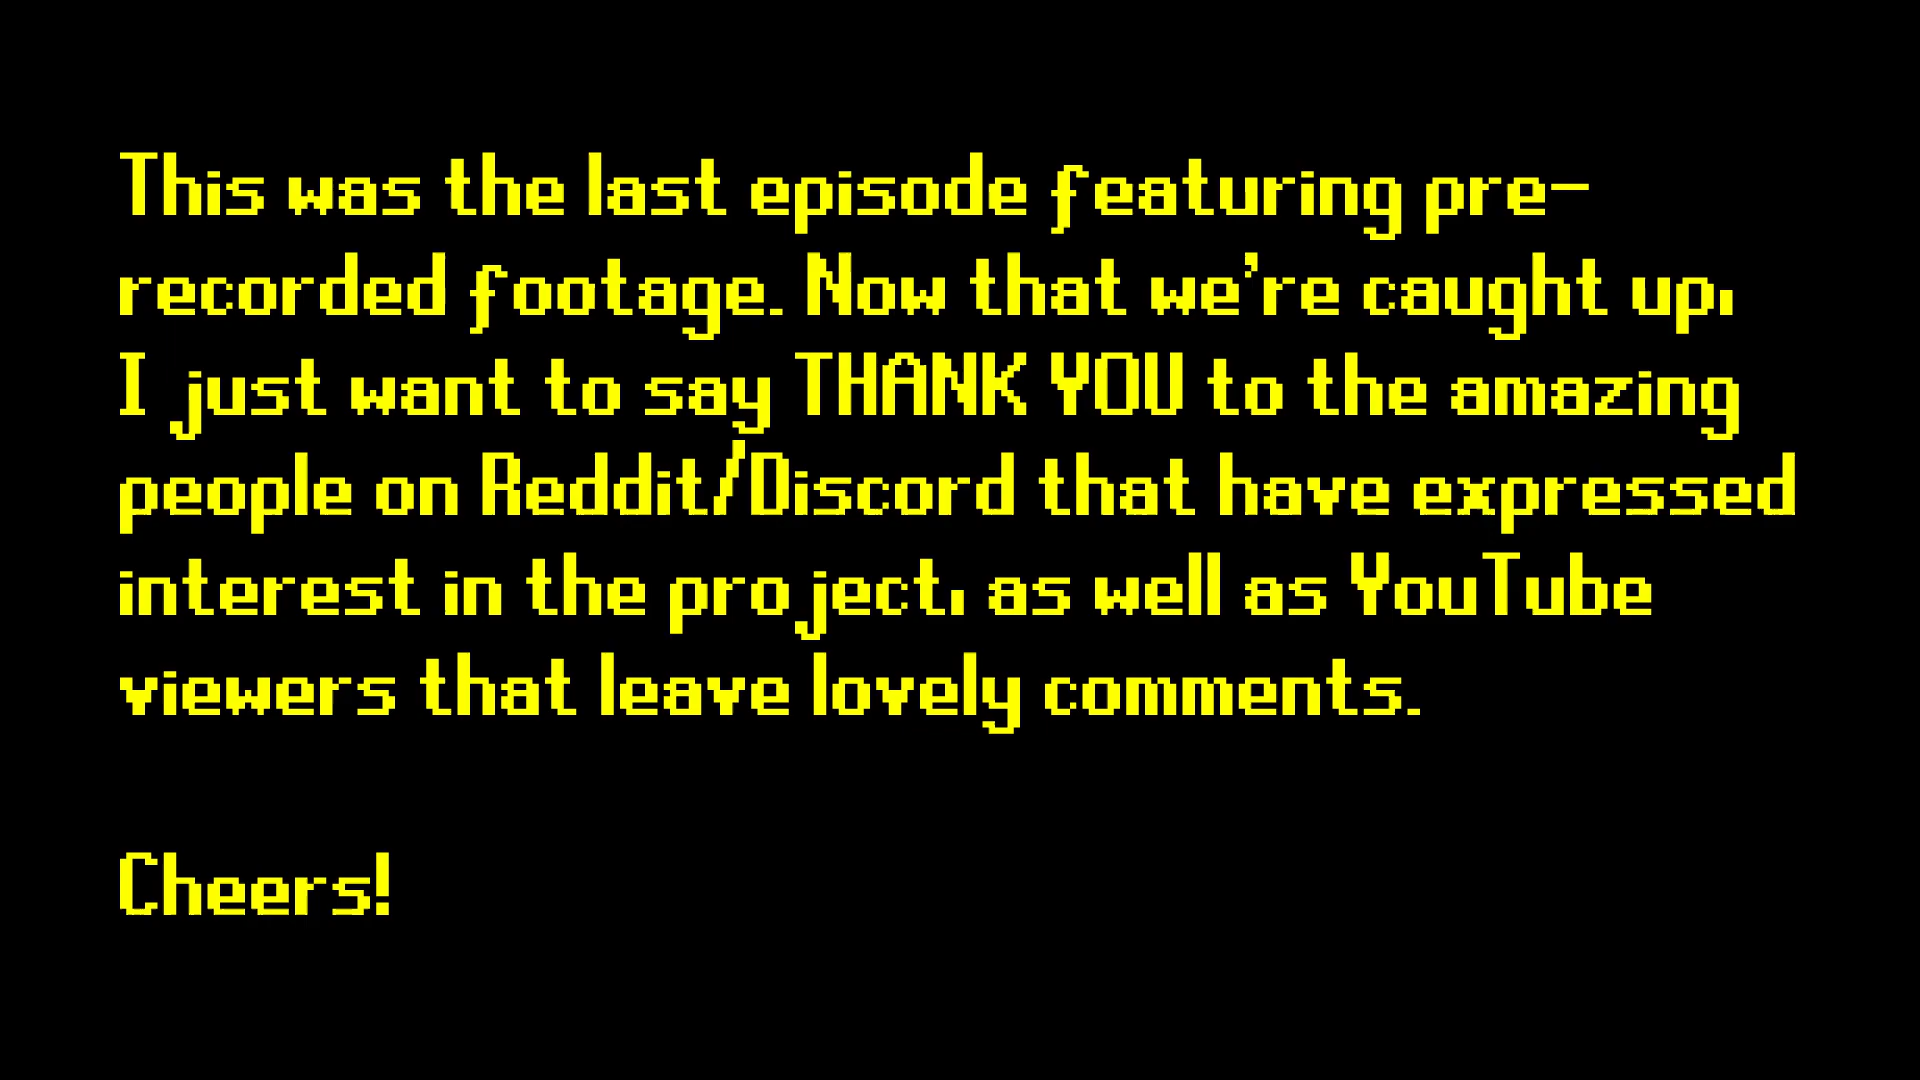 This was the last episode featuring pre-
recorded footage. Now that we're caught up,
I just want to say THANK YOU to the amazing
people on Reddit/Discord that have expressed
interest in the project, as well as YouTube
viewers that leave lovely comments.
Cheers!